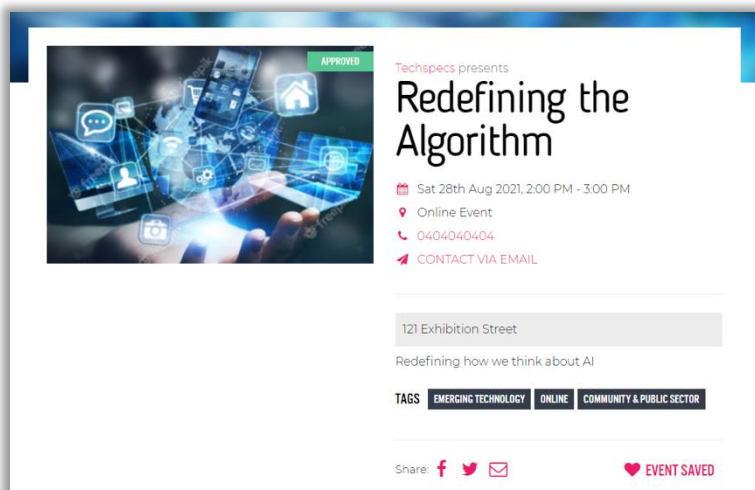 APPROVED
Techspecs presents
Redefining the
Algorithm
Sat 28th Aug 2021, 2:00 PM - 3:00 PM
Online Event
0404040404
CONTACT VIA EMAIL
121 Exhibition Street
Redefining how we think about AI
TAGS EMERGING TECHNOLOGY ONLINE COMMUNITY & PUBLIC SECTOR
Share: EVENT SAVED